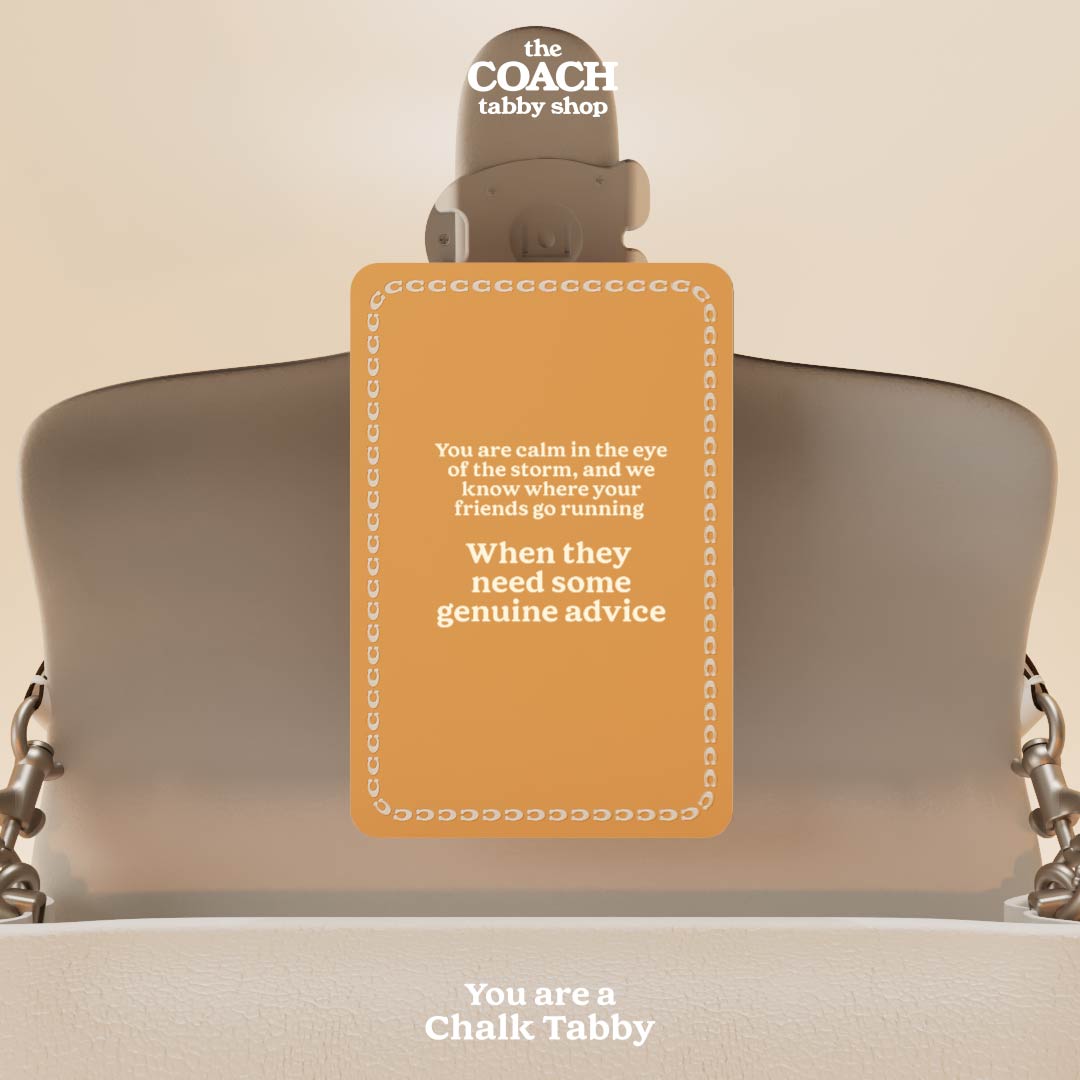 the
COACH
tabby shop
You are calm in the eye
of the storm, and we
know where your
friends go running
When they
need some
genuine advice
You are a
Chalk Tabby